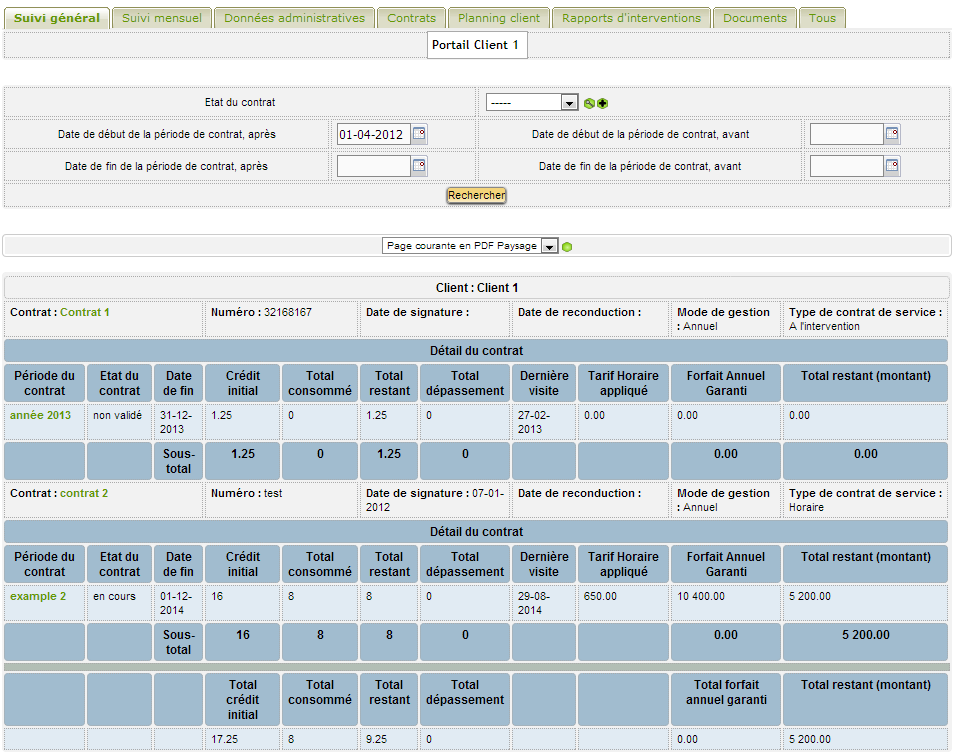 Suivi général Suivi mensuel Données administratives Contrats Planning client Rapports d'interventions Documents Tous
Portail Client 1
Etat du contrat -----
Date de début de la période de contrat, après 01-04-2012 Date de début de la période de contrat, avant
Date de fin de la période de contrat, après Date de fin de la période de contrat, avant
Rechercher
Page courante en PDF Paysage
Client : Client 1
Contrat : Contrat 1 Numéro : 32168167 Date de signature : Date de reconduction : Mode de gestion Type de contrat de service :
: Annuel A l'intervention
Détail du contrat
Période du Etat du Date Crédit Total Total Total Dernière Tarif Horaire Forfait Annuel Total restant (montant)
contrat contrat de fin initial consommé restant dépassement visite appliqué Garanti
année 2013 non validé 31-12- 1.25 0 1.25 0 27-02- 0.00 0.00 0.00
2013 2013
Sous- 1.25 0 1.25 0 0.00 0.00
total
Contrat : contrat 2 Numéro : test Date de signature : 07-01- Date de reconduction : Mode de gestion Type de contrat de service :
2012 : Annuel Horaire
Détail du contrat
Période du Etat du Date Crédit Total Total Total Dernière Tarif Horaire Forfait Annuel Total restant (montant)
contrat contrat de fin initial consommé restant dépassement visite appliqué Garanti
example 2 en cours 01-12- 16 8 8 0 29-08- 650.00 10 400.00 5 200.00
2014 2014
Sous- 16 8 8 0 0.00 5 200.00
total
Total Total Total Total Total forfait Total restant (montant)
crédit consommé restant dépassement annuel garanti
initial
17.25 8 9.25 0 0.00 5 200.00